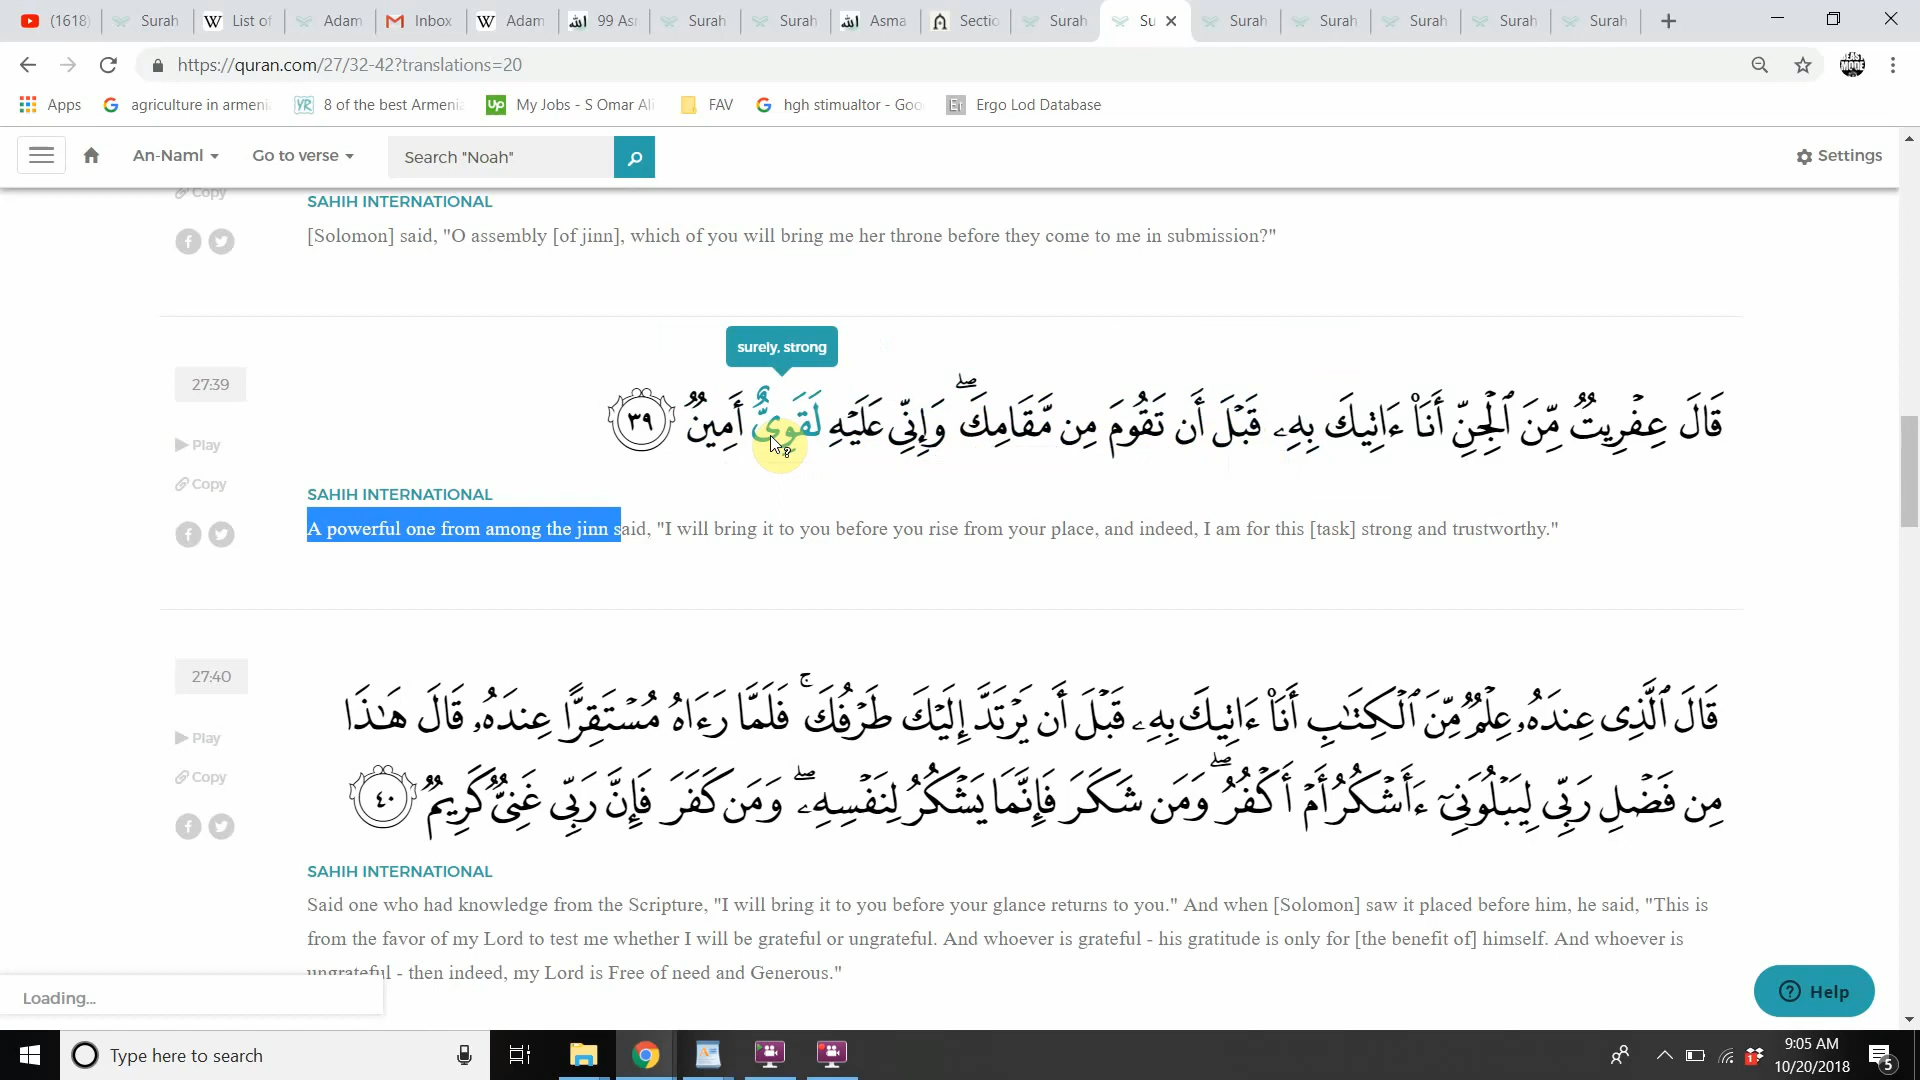 (1618)
Surah
List of
Adam
Inbox
Adam
99 Asm
Surah
Surah
Asma
Sectio
Surah
Su
Surah
Surah
Surah
Surah
Surah
https://quran.com/27/32-42?translations=20
Apps
agriculture in armeni
8 of the best Armenia
My Jobs - S Omar Ali
FAV
hgh stimualtor - Goo
Ergo Lod Database
An-Naml
Go to verse
Search "Noah"
Settings
Copy
SAHIH INTERNATIONAL
[Solomon] said, "O assembly [of jinn], which of you will bring me her throne before they come to me in submission?"
surely, strong
27:39
قَالَ عِفْرِيتٌ مِّنَ ٱلْجِنِّ أَنَا۠ ءَاتِيكَ بِهِۦ قَبْلَ أَن تَقُومَ مِن مَّقَامِكَ ۖ وَإِنِّى عَلَيْهِ لَقَوِىٌّ أَمِينٌ ٣٩
Play
Copy
SAHIH INTERNATIONAL
A powerful one from among the jinn said, "I will bring it to you before you rise from your place, and indeed, I am for this [task] strong and trustworthy."
27:40
قَالَ ٱلَّذِى عِندَهُۥ عِلْمٌ مِّنَ ٱلْكِتَـٰبِ أَنَا۠ ءَاتِيكَ بِهِۦ قَبْلَ أَن يَرْتَدَّ إِلَيْكَ طَرْفُكَ ۚ فَلَمَّا رَءَاهُ مُسْتَقِرًّا عِندَهُۥ قَالَ هَـٰذَا
مِن فَضْلِ رَبِّى لِيَبْلُوَنِىٓ ءَأَشْكُرُ أَمْ أَكْفُرُ ۖ وَمَن شَكَرَ فَإِنَّمَا يَشْكُرُ لِنَفْسِهِۦ ۖ وَمَن كَفَرَ فَإِنَّ رَبِّى غَنِىٌّ كَرِيمٌ ٤٠
Play
Copy
SAHIH INTERNATIONAL
Said one who had knowledge from the Scripture, "I will bring it to you before your glance returns to you." And when [Solomon] saw it placed before him, he said, "This is
from the favor of my Lord to test me whether I will be grateful or ungrateful. And whoever is grateful - his gratitude is only for [the benefit of] himself. And whoever is
ungrateful - then indeed, my Lord is Free of need and Generous."
Loading...
Help
Type here to search
9:05 AM
10/20/2018
5